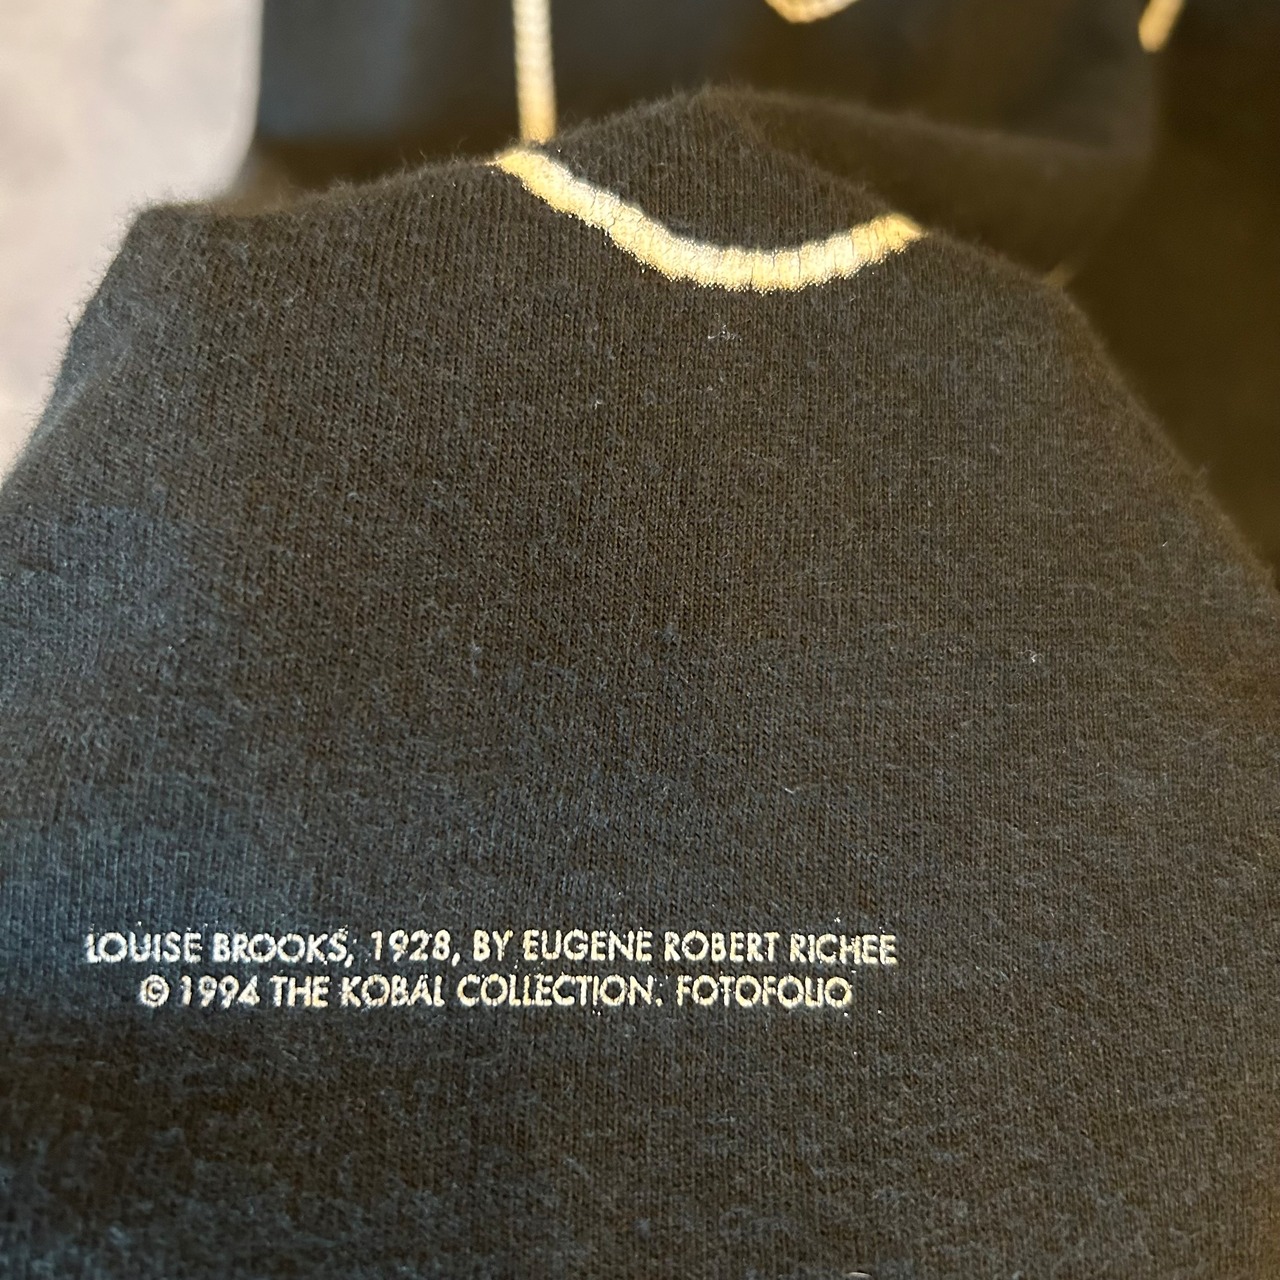 LOUISE BROOKS, 1928, BY EUGENE ROBERT RICHEE
© 1994 THE KOBAL COLLECTION. FOTOFOLIO